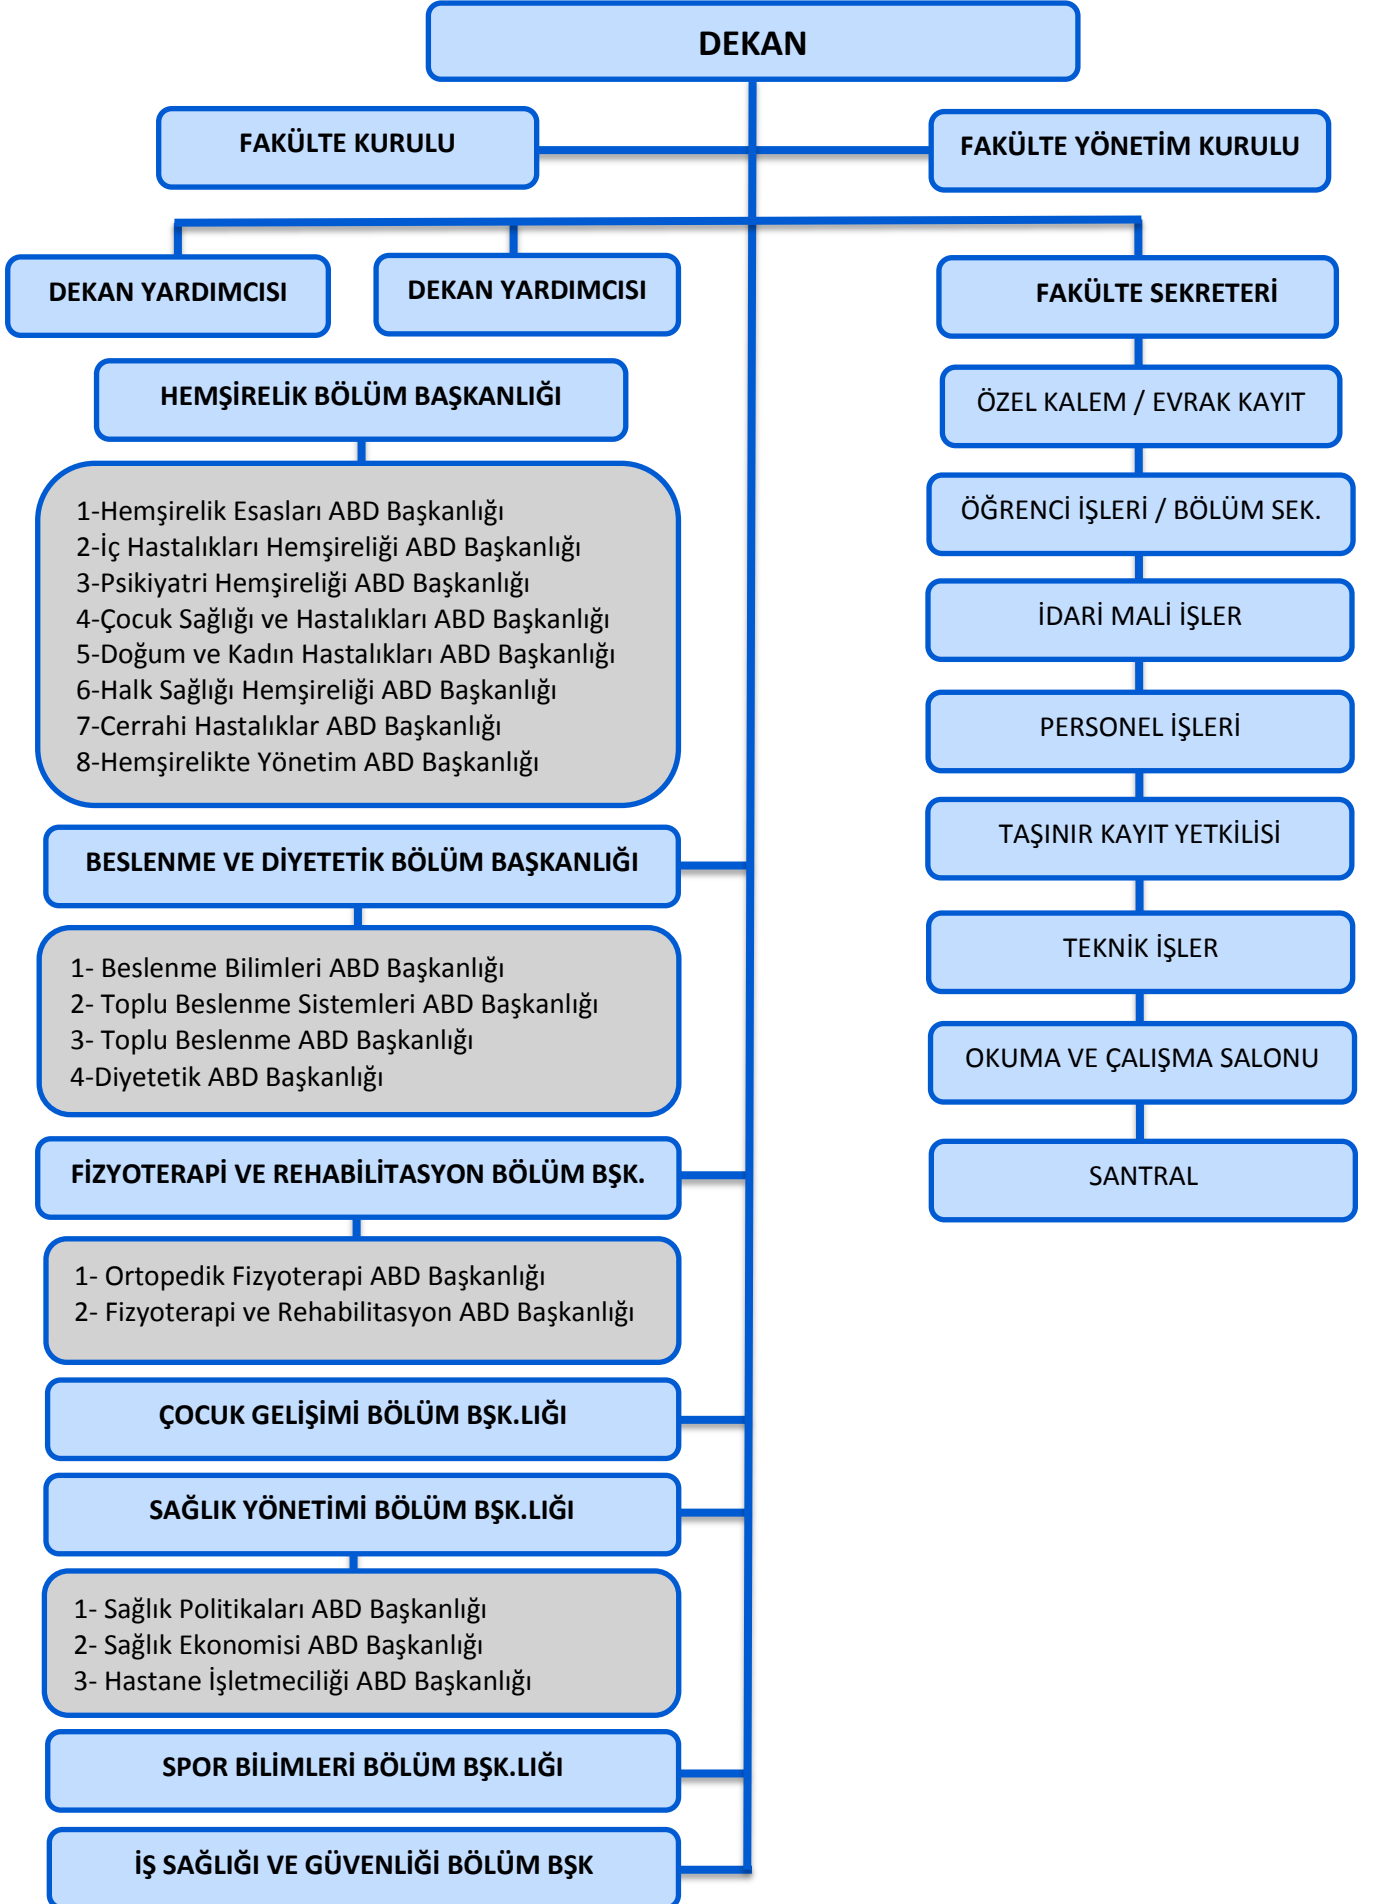 DEKAN
FAKÜLTE KURULU
FAKÜLTE YÖNETİM KURULU
DEKAN YARDIMCISI
DEKAN YARDIMCISI
FAKÜLTE SEKRETERİ
HEMŞİRELİK BÖLÜM BAŞKANLIĞI
1-Hemşirelik Esasları ABD Başkanlığı
2-İç Hastalıkları Hemşireliği ABD Başkanlığı
3-Psikiyatri Hemşireliği ABD Başkanlığı
4-Çocuk Sağlığı ve Hastalıkları ABD Başkanlığı
5-Doğum ve Kadın Hastalıkları ABD Başkanlığı
6-Halk Sağlığı Hemşireliği ABD Başkanlığı
7-Cerrahi Hastalıklar ABD Başkanlığı
8-Hemşirelikte Yönetim ABD Başkanlığı
BESLENME VE DİYETETİK BÖLÜM BAŞKANLIĞI
1- Beslenme Bilimleri ABD Başkanlığı
2- Toplu Beslenme Sistemleri ABD Başkanlığı
3- Toplu Beslenme ABD Başkanlığı
4-Diyetetik ABD Başkanlığı
FİZYOTERAPİ VE REHABİLİTASYON BÖLÜM BŞK.
1- Ortopedik Fizyoterapi ABD Başkanlığı
2- Fizyoterapi ve Rehabilitasyon ABD Başkanlığı
ÇOCUK GELİŞİMİ BÖLÜM BŞK.LIĞI
SAĞLIK YÖNETİMİ BÖLÜM BŞK.LIĞI
1- Sağlık Politikaları ABD Başkanlığı
2- Sağlık Ekonomisi ABD Başkanlığı
3- Hastane İşletmeciliği ABD Başkanlığı
SPOR BİLİMLERİ BÖLÜM BŞK.LIĞI
İŞ SAĞLIĞI VE GÜVENLİĞİ BÖLÜM BŞK
ÖZEL KALEM / EVRAK KAYIT
ÖĞRENCİ İŞLERİ / BÖLÜM SEK.
İDARİ MALİ İŞLER
PERSONEL İŞLERİ
TAŞINIR KAYIT YETKİLİSİ
TEKNİK İŞLER
OKUMA VE ÇALIŞMA SALONU
SANTRAL